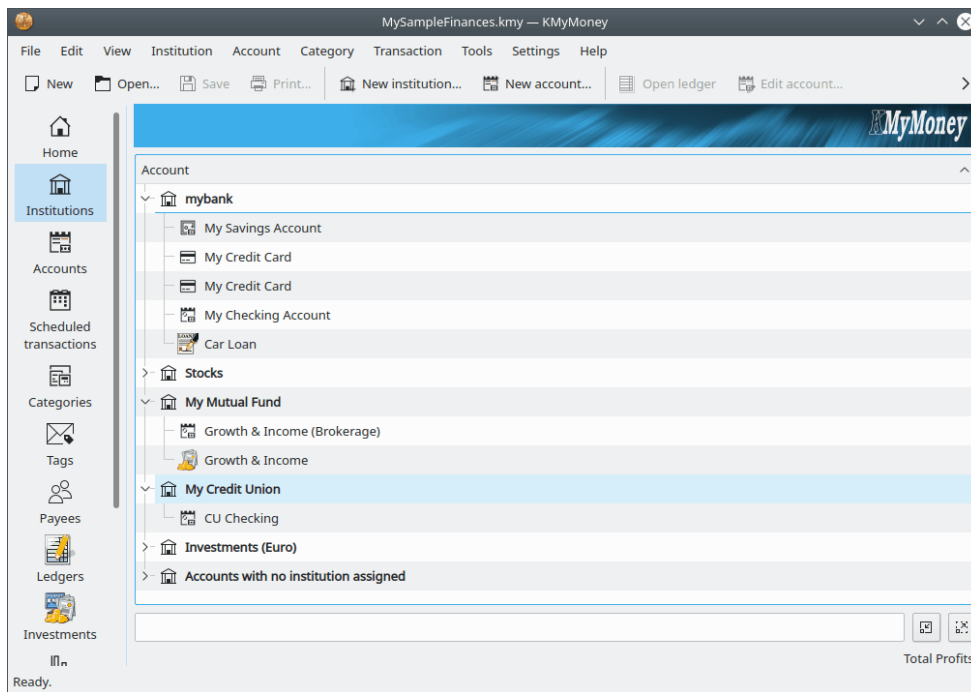 MySampleFinances.kmy — KMyMoney
File Edit View Institution Account Category Transaction Tools Settings Help
New Open... Save Print... New institution... New account... Open ledger Edit account...
KMyMoney
Home
Institutions
Accounts
Scheduled
transactions
Categories
Tags
Payees
Ledgers
Investments
Account
mybank
My Savings Account
My Credit Card
My Credit Card
My Checking Account
Car Loan
Stocks
My Mutual Fund
Growth & Income (Brokerage)
Growth & Income
My Credit Union
CU Checking
Investments (Euro)
Accounts with no institution assigned
Total Profits
Ready.